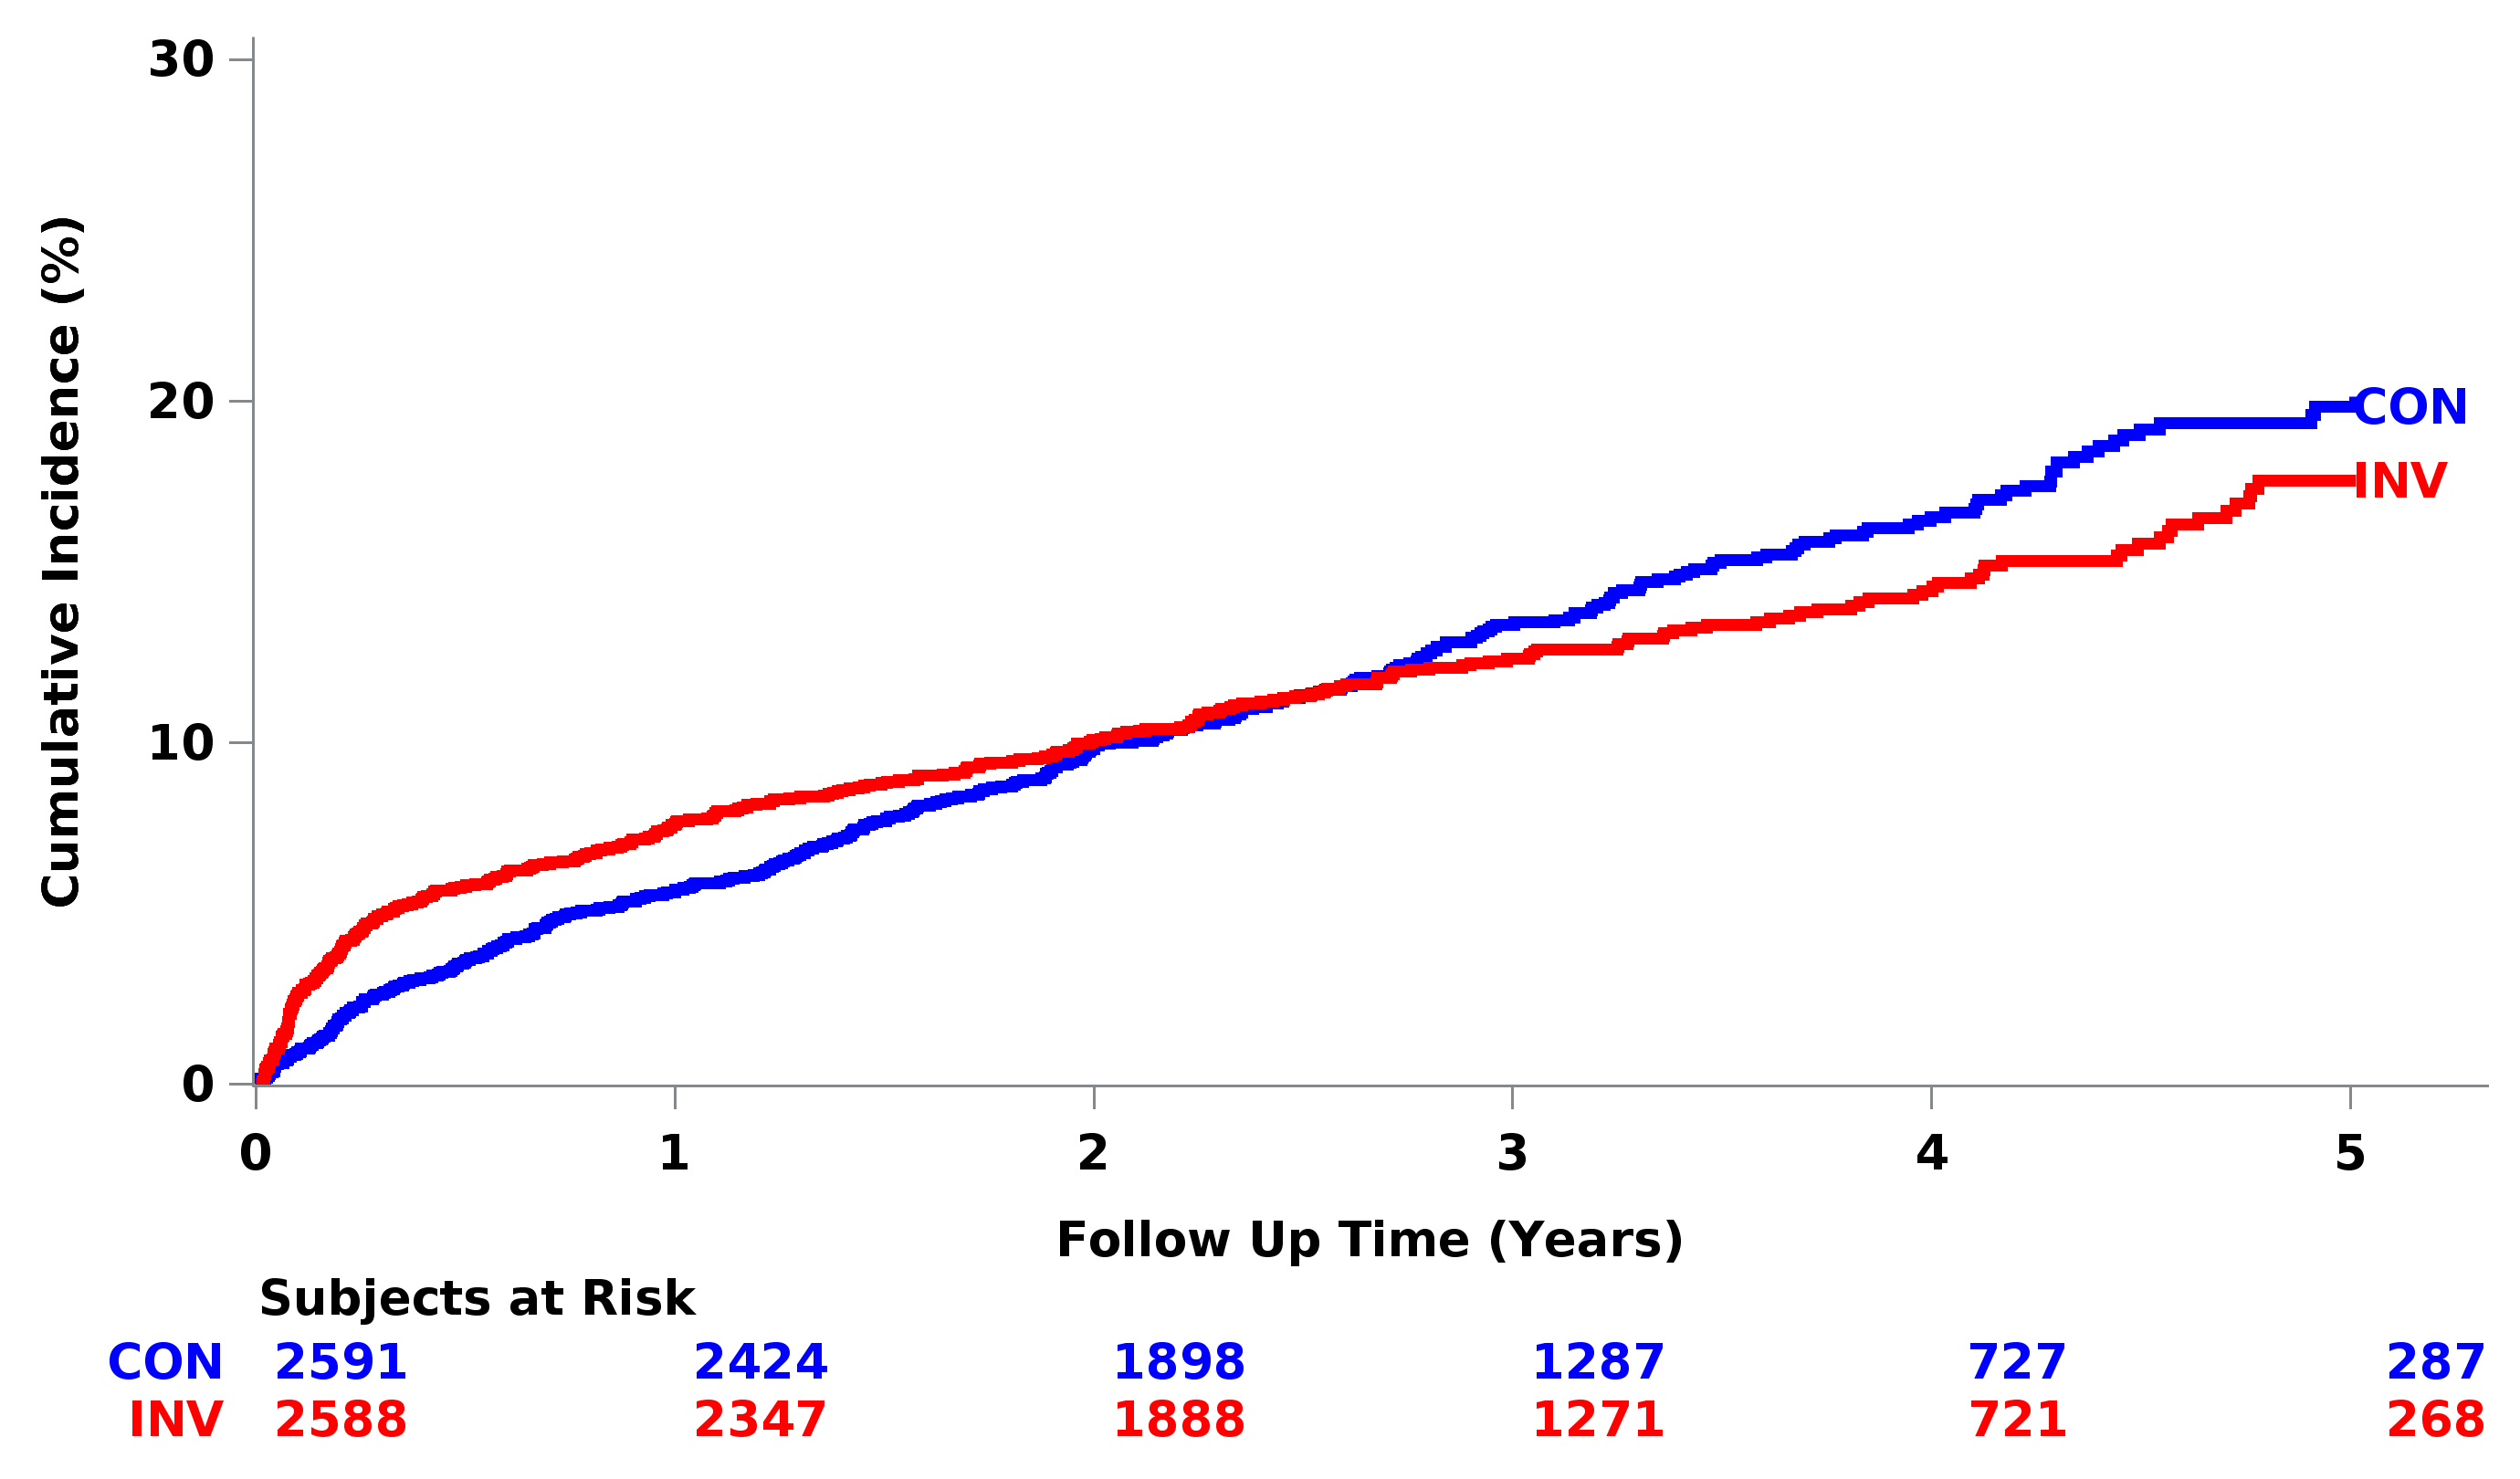 30
20
10
0
Cumulative Incidence (%)
CON
INV
0 1 2 3 4 5
Follow Up Time (Years)
Subjects at Risk
CON 2591 2424 1898 1287 727 287
INV 2588 2347 1888 1271 721 268